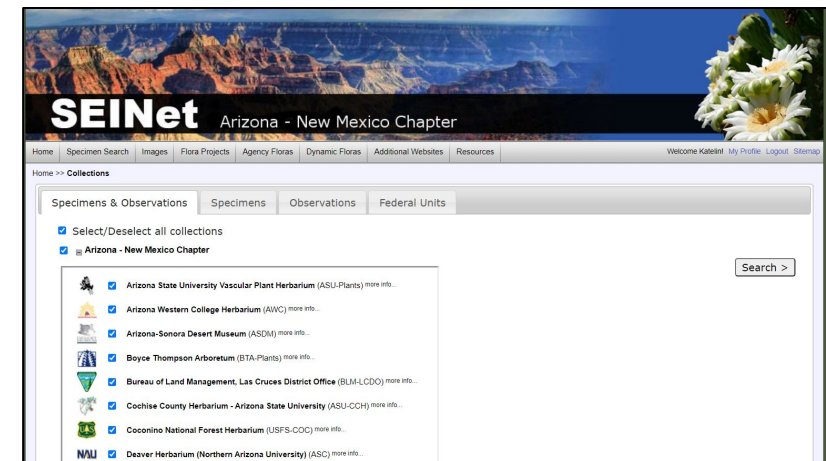 SEINet Arizona - New Mexico Chapter
Home Specimen Search Images Flora Projects Agency Floras Dynamic Floras Additional Websites Resources Welcome Katelin! My Profile Logout Sitemap
Home >> Collections
Specimens & Observations Specimens Observations Federal Units
Select/Deselect all collections
Arizona - New Mexico Chapter
Search >
Arizona State University Vascular Plant Herbarium (ASU-Plants) more info...
Arizona Western College Herbarium (AWC) more info...
Arizona-Sonora Desert Museum (ASDM) more info...
Boyce Thompson Arboretum (BTA-Plants) more info...
Bureau of Land Management, Las Cruces District Office (BLM-LCDO) more info...
Cochise County Herbarium - Arizona State University (ASU-CCH) more info...
Coconino National Forest Herbarium (USFS-COC) more info...
NAU Deaver Herbarium (Northern Arizona University) (ASC) more info...